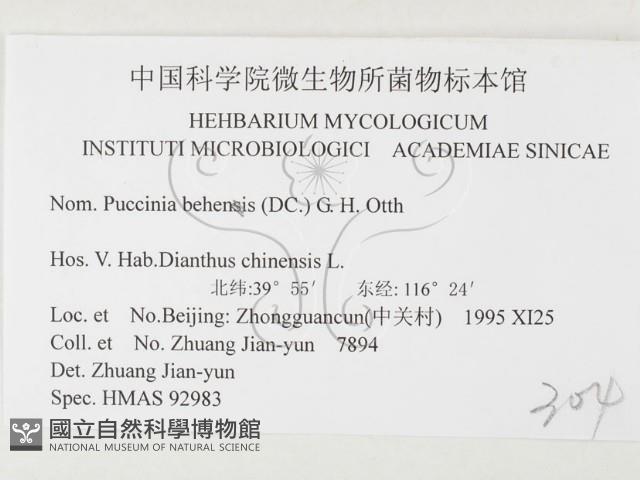 中国科学院微生物所菌物标本馆
HEHBARIUM MYCOLOGICUM
INSTITUTI MICROBIOLOGICI ACADEMIAE SINICAE
Nom. Puccinia behensis (DC.) G. H. Otth
Hos. V. Hab.Dianthus chinensis L.
北纬:39° 55′ 东经: 116° 24′
Loc. et No.Beijing: Zhongguancun(中关村) 1995 XI25
Coll. et No. Zhuang Jian-yun 7894
Det. Zhuang Jian-yun
Spec. HMAS 92983
304
國立自然科學博物館
NATIONAL MUSEUM OF NATURAL SCIENCE